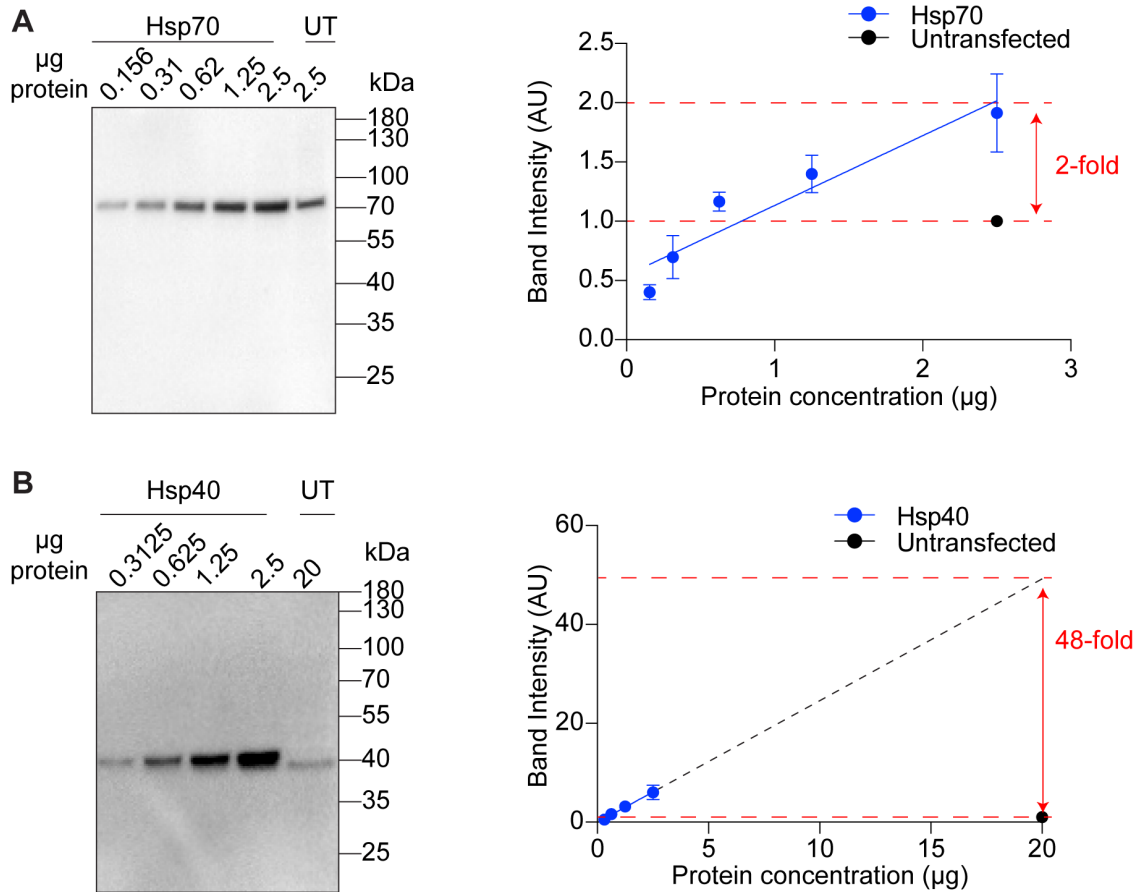 A
Hsp70 UT
µg protein 0.156 0.31 0.62 1.25 2.5 2.5 kDa
180
130
100
70
55
40
35
25
Hsp70
Untransfected
2.5
2.0
1.5
1.0
0.5
0.0
Band Intensity (AU)
2-fold
0 1 2 3
Protein concentration (µg)
B
Hsp40 UT
µg protein 0.3125 0.625 1.25 2.5 20 kDa
180
130
100
70
55
40
35
25
Hsp40
Untransfected
60
40
20
0
Band Intensity (AU)
48-fold
0 5 10 15 20
Protein concentration (µg)